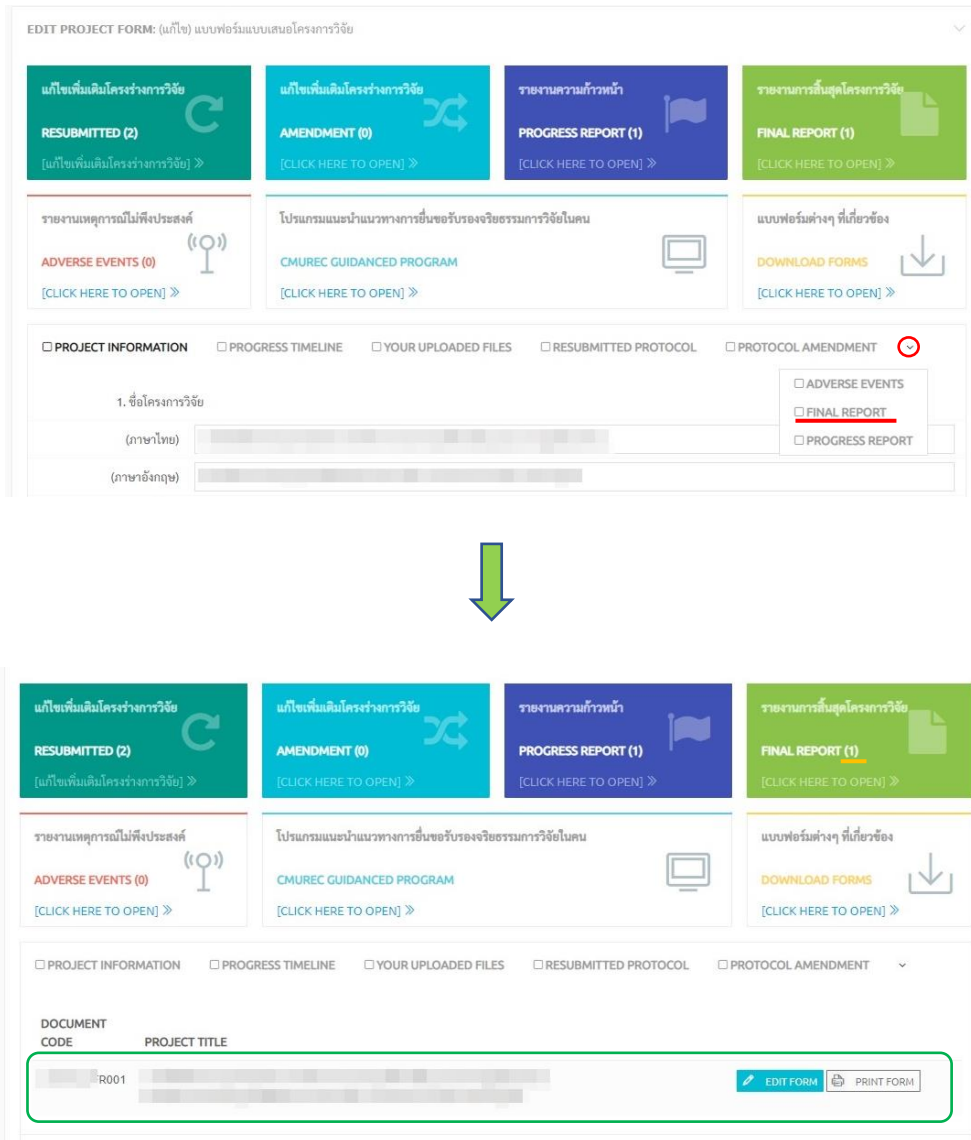 EDIT PROJECT FORM: (แก้ไข) แบบฟอร์มแบบเสนอโครงการวิจัย
แก้ไขเพิ่มเติมโครงร่างการวิจัย
RESUBMITTED (2)
[แก้ไขเพิ่มเติมโครงร่างการวิจัย] »
แก้ไขเพิ่มเติมโครงร่างการวิจัย
AMENDMENT (0)
[CLICK HERE TO OPEN] »
รายงานความก้าวหน้า
PROGRESS REPORT (1)
[CLICK HERE TO OPEN] »
รายงานการสิ้นสุดโครงการวิจัย
FINAL REPORT (1)
[CLICK HERE TO OPEN] »
รายงานเหตุการณ์ไม่พึงประสงค์
ADVERSE EVENTS (0)
[CLICK HERE TO OPEN] »
โปรแกรมแนะนำแนวทางการยื่นขอรับรองจริยธรรมการวิจัยในคน
CMUREC GUIDANCED PROGRAM
[CLICK HERE TO OPEN] »
แบบฟอร์มต่างๆ ที่เกี่ยวข้อง
DOWNLOAD FORMS
[CLICK HERE TO OPEN] »
PROJECT INFORMATION PROGRESS TIMELINE YOUR UPLOADED FILES RESUBMITTED PROTOCOL PROTOCOL AMENDMENT
ADVERSE EVENTS
FINAL REPORT
PROGRESS REPORT
1. ชื่อโครงการวิจัย
(ภาษาไทย)
(ภาษาอังกฤษ)
แก้ไขเพิ่มเติมโครงร่างการวิจัย
RESUBMITTED (2)
[แก้ไขเพิ่มเติมโครงร่างการวิจัย] »
แก้ไขเพิ่มเติมโครงร่างการวิจัย
AMENDMENT (0)
[CLICK HERE TO OPEN] »
รายงานความก้าวหน้า
PROGRESS REPORT (1)
[CLICK HERE TO OPEN] »
รายงานการสิ้นสุดโครงการวิจัย
FINAL REPORT (1)
[CLICK HERE TO OPEN] »
รายงานเหตุการณ์ไม่พึงประสงค์
ADVERSE EVENTS (0)
[CLICK HERE TO OPEN] »
โปรแกรมแนะนำแนวทางการยื่นขอรับรองจริยธรรมการวิจัยในคน
CMUREC GUIDANCED PROGRAM
[CLICK HERE TO OPEN] »
แบบฟอร์มต่างๆ ที่เกี่ยวข้อง
DOWNLOAD FORMS
[CLICK HERE TO OPEN] »
PROJECT INFORMATION PROGRESS TIMELINE YOUR UPLOADED FILES RESUBMITTED PROTOCOL PROTOCOL AMENDMENT
DOCUMENT
CODE PROJECT TITLE
R001 EDIT FORM PRINT FORM